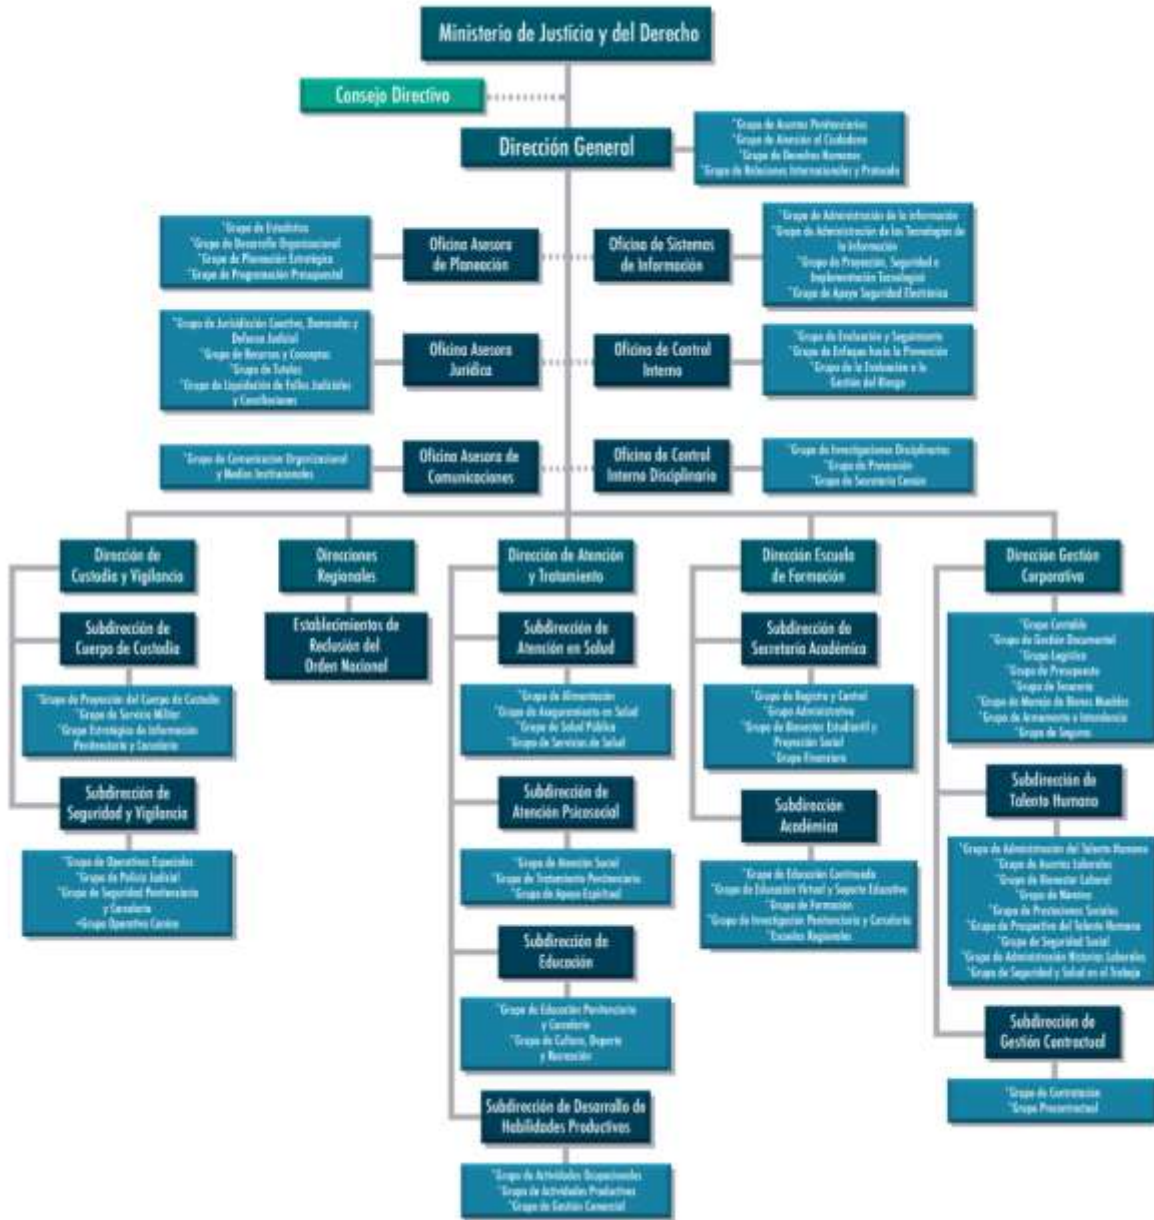 Ministerio de Justicia y del Derecho
Consejo Directivo
Dirección General
*Grupo de Asuntos Penitenciarios
*Grupo de Atención al Ciudadano
*Grupo de Derechos Humanos
*Grupo de Relaciones Internacionales y Protocolo
*Grupo de Estadística
*Grupo de Desarrollo Organizacional
*Grupo de Planeación Estratégica
*Grupo de Programación Presupuestal
Oficina Asesora
de Planeación
Oficina de Sistemas
de Información
*Grupo de Administración de la información
*Grupo de Administración de las Tecnologías de
la Información
*Grupo de Proyección, Seguridad e
Implementación Tecnológica
*Grupo de Apoyo Seguridad Electrónica
*Grupo de Jurisdicción Coactiva, Demandas y
Defensa Judicial
*Grupo de Recursos y Conceptos
*Grupo de Tutelas
*Grupo de Liquidación de Fallos Judiciales
y Conciliaciones
Oficina Asesora
Jurídica
Oficina de Control
Interno
*Grupo de Evaluación y Seguimiento
*Grupo de Enfoque hacia la Prevención
*Grupo de la Evaluación a la
Gestión del Riesgo
*Grupo de Comunicación Organizacional
y Medios Institucionales
Oficina Asesora de
Comunicaciones
Oficina de Control
Interno Disciplinario
*Grupo de Investigaciones Disciplinarias
*Grupo de Prevención
*Grupo de Secretaría Común
Dirección de
Custodia y Vigilancia
Subdirección de
Cuerpo de Custodia
*Grupo de Proyección del Cuerpo de Custodia
*Grupo de Servicio Militar
*Grupo Estratégico de Información
Penitenciaria y Carcelaria
Subdirección de
Seguridad y Vigilancia
*Grupo de Operativos Especiales
*Grupo de Policía Judicial
*Grupo de Seguridad Penitenciaria
y Carcelaria
*Grupo Operativo Canino
Direcciones
Regionales
Establecimientos de
Reclusión del
Orden Nacional
Dirección de Atención
y Tratamiento
Subdirección de
Atención en Salud
*Grupo de Alimentación
*Grupo de Aseguramiento en Salud
*Grupo de Salud Pública
*Grupo de Servicios de Salud
Subdirección de
Atención Psicosocial
*Grupo de Atención Social
*Grupo de Tratamiento Penitenciario
*Grupo de Apoyo Espiritual
Subdirección de
Educación
*Grupo de Educación Penitenciaria
y Carcelaria
*Grupo de Cultura, Deporte
y Recreación
Subdirección de Desarrollo de
Habilidades Productivas
*Grupo de Actividades Ocupacionales
*Grupo de Actividades Productivas
*Grupo de Gestión Comercial
Dirección Escuela
de Formación
Subdirección de
Secretaría Académica
*Grupo de Registro y Control
*Grupo Administrativo
*Grupo de Bienestar Estudiantil y
Proyección Social
*Grupo Financiero
Subdirección
Académica
*Grupo de Educación Continuada
*Grupo de Educación Virtual y Soporte Educativo
*Grupo de Formación
*Grupo de Investigación Penitenciaria y Carcelaria
*Escuelas Regionales
Dirección Gestión
Corporativa
*Grupo Contable
*Grupo de Gestión Documental
*Grupo Logístico
*Grupo de Presupuesto
*Grupo de Tesorería
*Grupo de Manejo de Bienes Muebles
*Grupo de Armamento e Intendencia
*Grupo de Seguros
Subdirección de
Talento Humano
*Grupo de Administración del Talento Humano
*Grupo de Asuntos Laborales
*Grupo de Bienestar Laboral
*Grupo de Nómina
*Grupo de Prestaciones Sociales
*Grupo de Prospectiva del Talento Humano
*Grupo de Seguridad Social
*Grupo de Administración Historias Laborales
*Grupo de Seguridad y Salud en el Trabajo
Subdirección de
Gestión Contractual
*Grupo de Contratación
*Grupo Precontractual